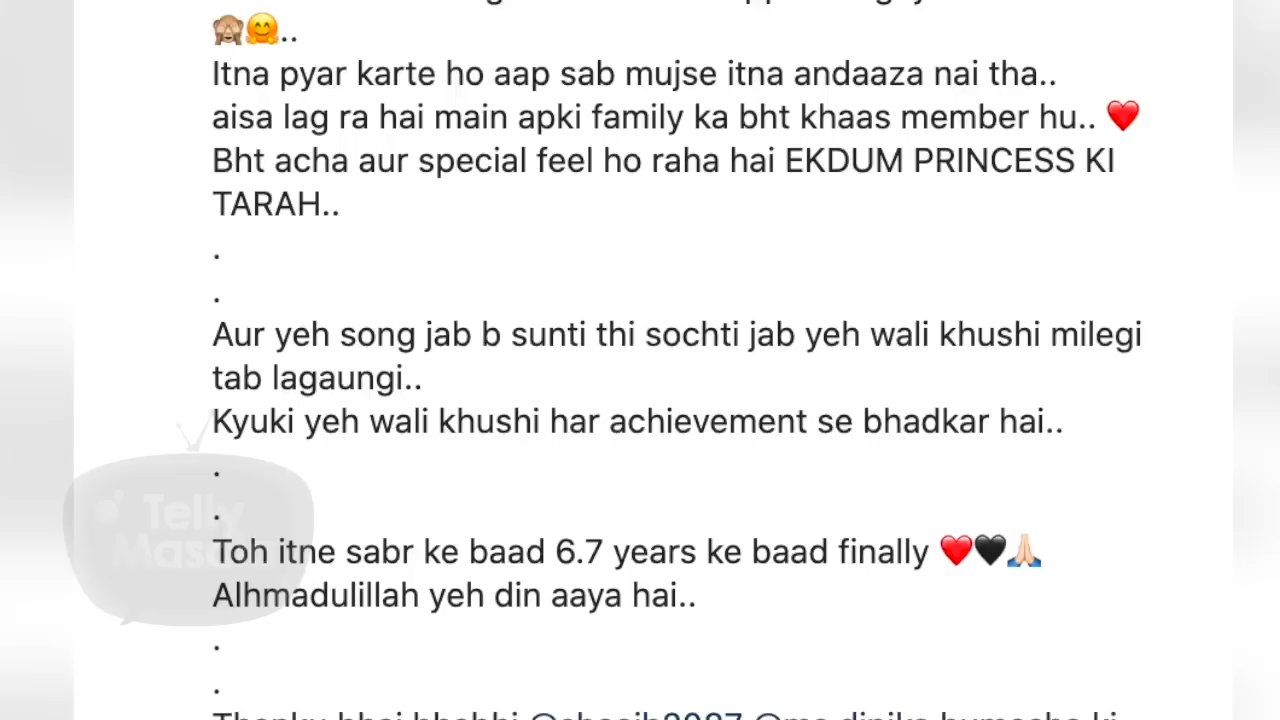 🙈🤗..
Itna pyar karte ho aap sab mujse itna andaaza nai tha..
aisa lag ra hai main apki family ka bht khaas member hu.. ❤️
Bht acha aur special feel ho raha hai EKDUM PRINCESS KI
TARAH..
.
.
Aur yeh song jab b sunti thi sochti jab yeh wali khushi milegi
tab lagaungi..
Kyuki yeh wali khushi har achievement se bhadkar hai..
.
Telly
.
Toh itne sabr ke baad 6.7 years ke baad finally ❤️🖤🙏🏻
Alhmadulillah yeh din aaya hai..
.
.